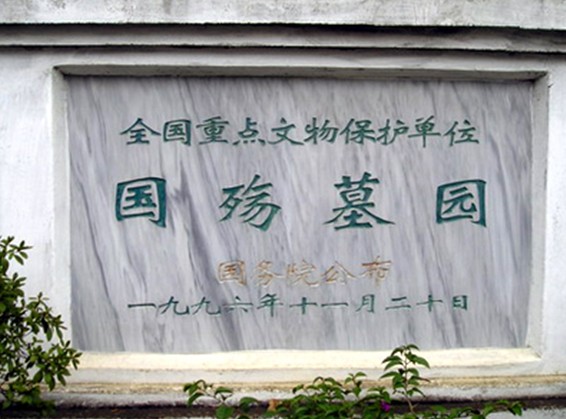 全国重点文物保护单位
国殇墓园
国务院公布
一九九六年十一月二十日